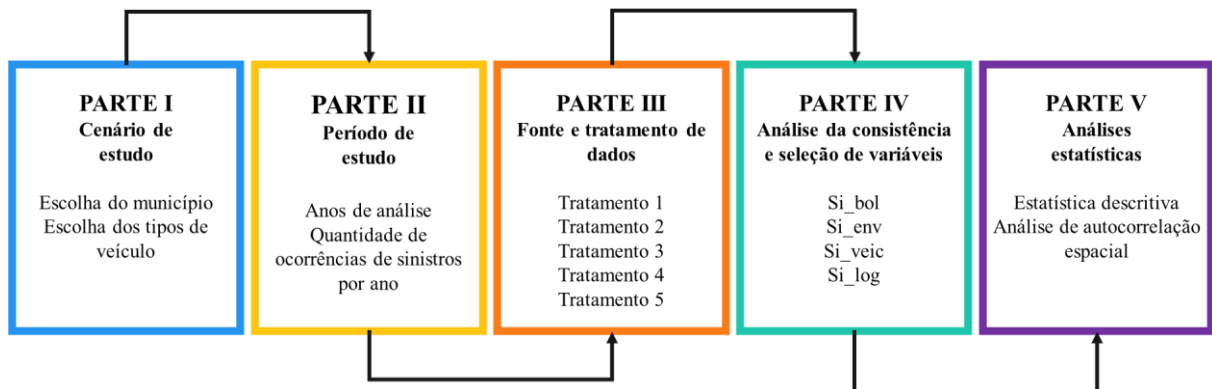 PARTE I
Cenário de
estudo
Escolha do município
Escolha dos tipos de
veículo
PARTE II
Período de
estudo
Anos de análise
Quantidade de
ocorrências de sinistros
por ano
PARTE III
Fonte e tratamento de
dados
Tratamento 1
Tratamento 2
Tratamento 3
Tratamento 4
Tratamento 5
PARTE IV
Análise da consistência
e seleção de variáveis
Si_bol
Si_env
Si_veic
Si_log
PARTE V
Análises
estatísticas
Estatística descritiva
Análise de autocorrelação
espacial